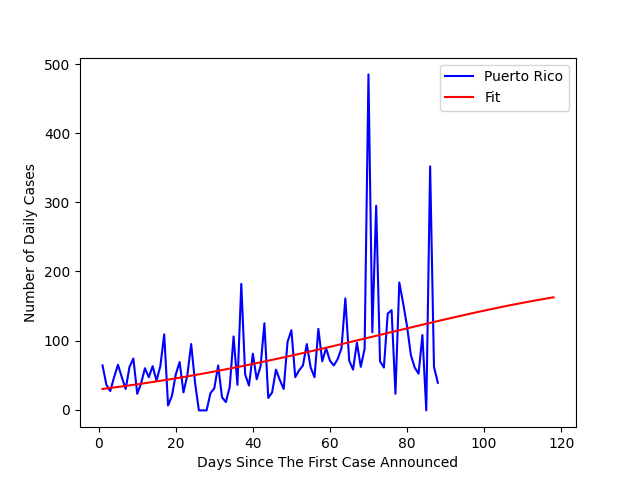 500
400
300
200
100
0
Number of Daily Cases
Puerto Rico
Fit
0 20 40 60 80 100 120
Days Since The First Case Announced